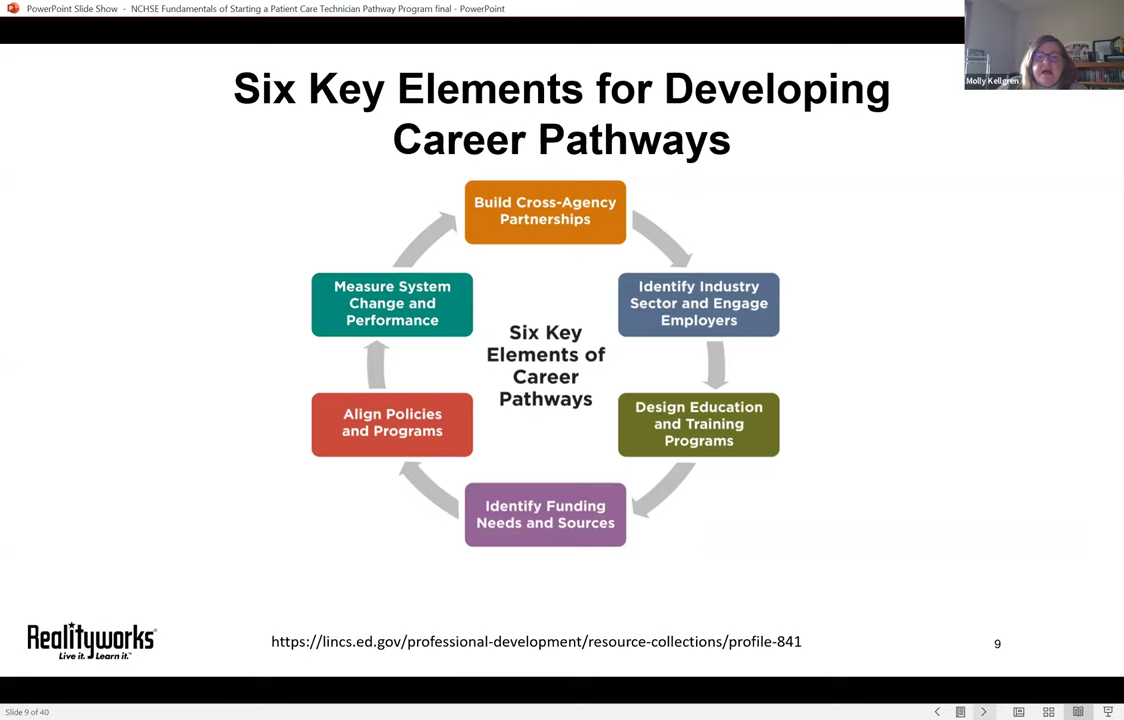 PowerPoint Slide Show - NCHSE Fundamentals of Starting a Patient Care Technician Pathway Program final - PowerPoint
Molly Kellgren
Six Key Elements for Developing
Career Pathways
Build Cross-Agency
Partnerships
Measure System
Change and
Performance
Identify Industry
Sector and Engage
Employers
Six Key
Elements of
Career
Pathways
Align Policies
and Programs
Design Education
and Training
Programs
Identify Funding
Needs and Sources
Realityworks
Live it. Learn it.™
https://lincs.ed.gov/professional-development/resource-collections/profile-841
9
Slide 9 of 40